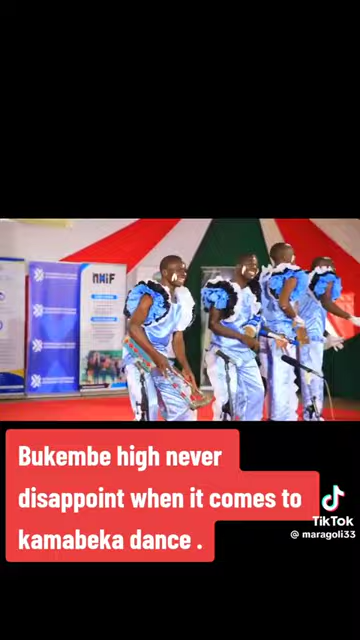 NHIF
Bukembe high never
disappoint when it comes to
kamabeka dance .
TikTok
@ maragoli33